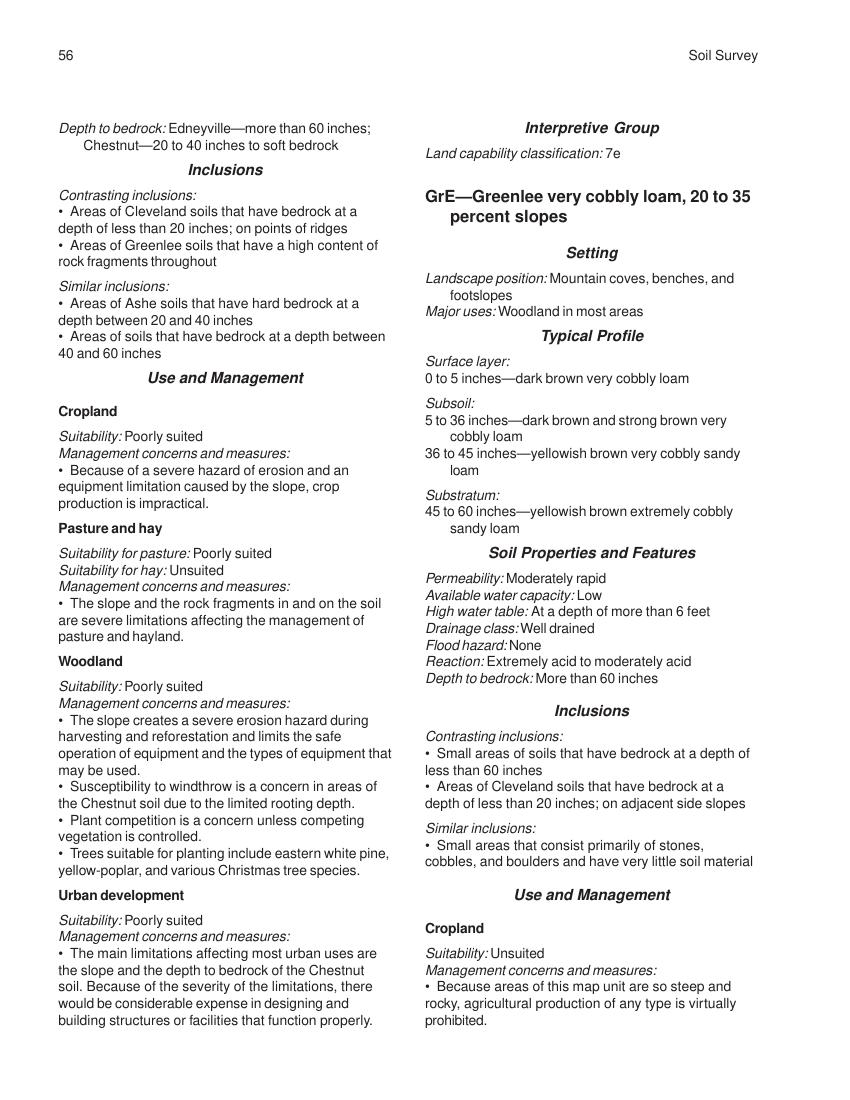 56
Soil Survey
Depth to bedrock: Edneyville—more than 60 inches;
Chestnut—20 to 40 inches to soft bedrock
Inclusions
Contrasting inclusions:
• Areas of Cleveland soils that have bedrock at a
depth of less than 20 inches; on points of ridges
• Areas of Greenlee soils that have a high content of
rock fragments throughout
Similar inclusions:
• Areas of Ashe soils that have hard bedrock at a
depth between 20 and 40 inches
• Areas of soils that have bedrock at a depth between
40 and 60 inches
Use and Management
Cropland
Suitability: Poorly suited
Management concerns and measures:
• Because of a severe hazard of erosion and an
equipment limitation caused by the slope, crop
production is impractical.
Pasture and hay
Suitability for pasture: Poorly suited
Suitability for hay: Unsuited
Management concerns and measures:
• The slope and the rock fragments in and on the soil
are severe limitations affecting the management of
pasture and hayland.
Woodland
Suitability: Poorly suited
Management concerns and measures:
• The slope creates a severe erosion hazard during
harvesting and reforestation and limits the safe
operation of equipment and the types of equipment that
may be used.
• Susceptibility to windthrow is a concern in areas of
the Chestnut soil due to the limited rooting depth.
• Plant competition is a concern unless competing
vegetation is controlled.
• Trees suitable for planting include eastern white pine,
yellow-poplar, and various Christmas tree species.
Urban development
Suitability: Poorly suited
Management concerns and measures:
• The main limitations affecting most urban uses are
the slope and the depth to bedrock of the Chestnut
soil. Because of the severity of the limitations, there
would be considerable expense in designing and
building structures or facilities that function properly.
Interpretive Group
Land capability classification: 7e
GrE—Greenlee very cobbly loam, 20 to 35
percent slopes
Setting
Landscape position: Mountain coves, benches, and
footslopes
Major uses: Woodland in most areas
Typical Profile
Surface layer:
0 to 5 inches—dark brown very cobbly loam
Subsoil:
5 to 36 inches—dark brown and strong brown very
cobbly loam
36 to 45 inches—yellowish brown very cobbly sandy
loam
Substratum:
45 to 60 inches—yellowish brown extremely cobbly
sandy loam
Soil Properties and Features
Permeability: Moderately rapid
Available water capacity: Low
High water table: At a depth of more than 6 feet
Drainage class: Well drained
Flood hazard: None
Reaction: Extremely acid to moderately acid
Depth to bedrock: More than 60 inches
Inclusions
Contrasting inclusions:
• Small areas of soils that have bedrock at a depth of
less than 60 inches
• Areas of Cleveland soils that have bedrock at a
depth of less than 20 inches; on adjacent side slopes
Similar inclusions:
• Small areas that consist primarily of stones,
cobbles, and boulders and have very little soil material
Use and Management
Cropland
Suitability: Unsuited
Management concerns and measures:
• Because areas of this map unit are so steep and
rocky, agricultural production of any type is virtually
prohibited.